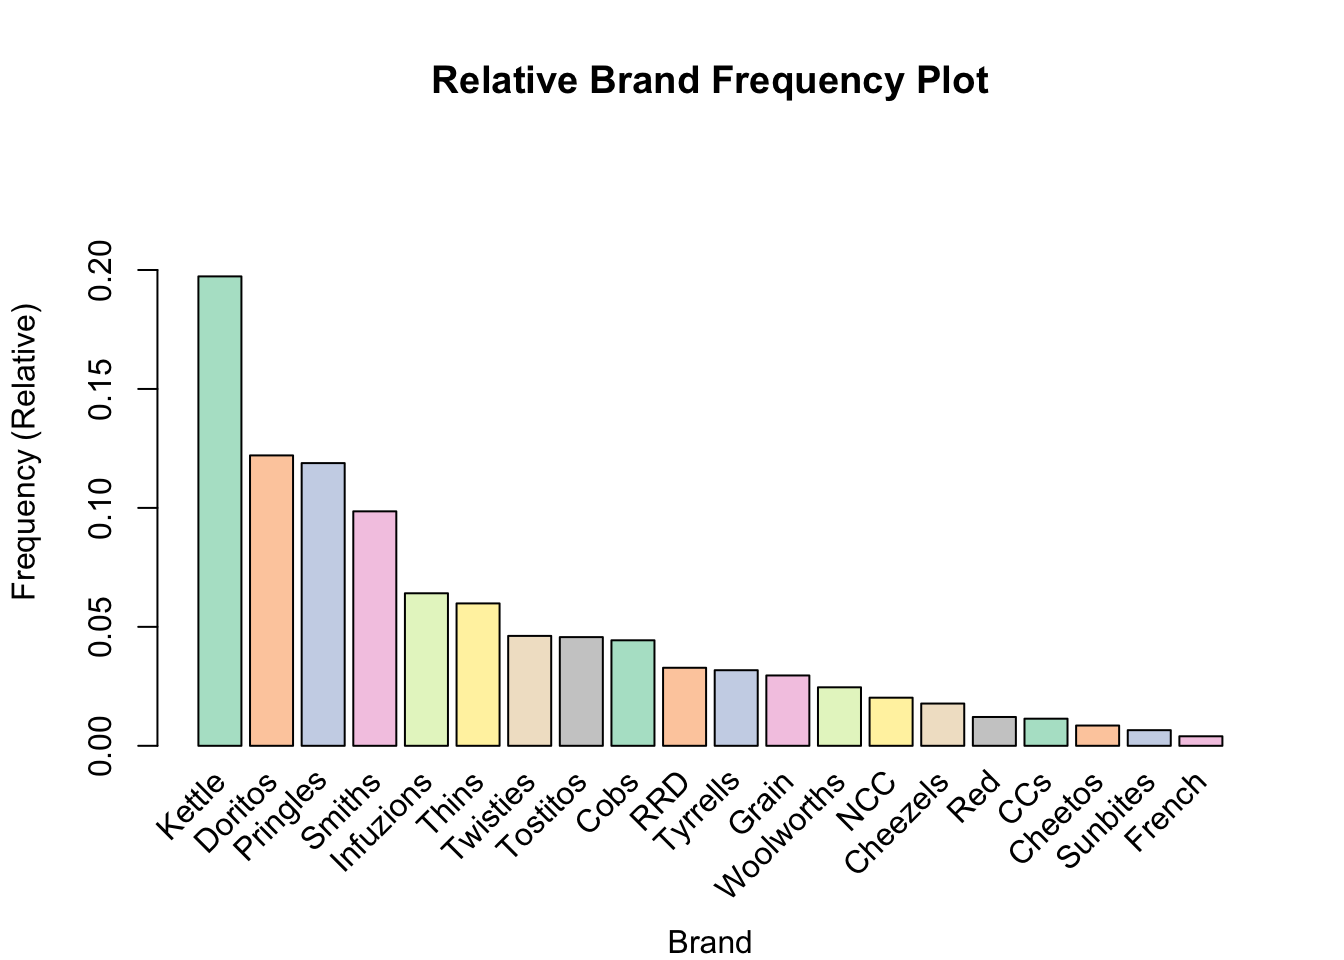 Relative Brand Frequency Plot
Frequency (Relative)
0.20
0.15
0.10
0.05
0.00
Kettle
Doritos
Pringles
Smiths
Infuzions
Thins
Twisties
Tostitos
Cobs
RRD
Tyrrells
Grain
Woolworths
NCC
Cheezels
Red
CCs
Cheetos
Sunbites
French
Brand